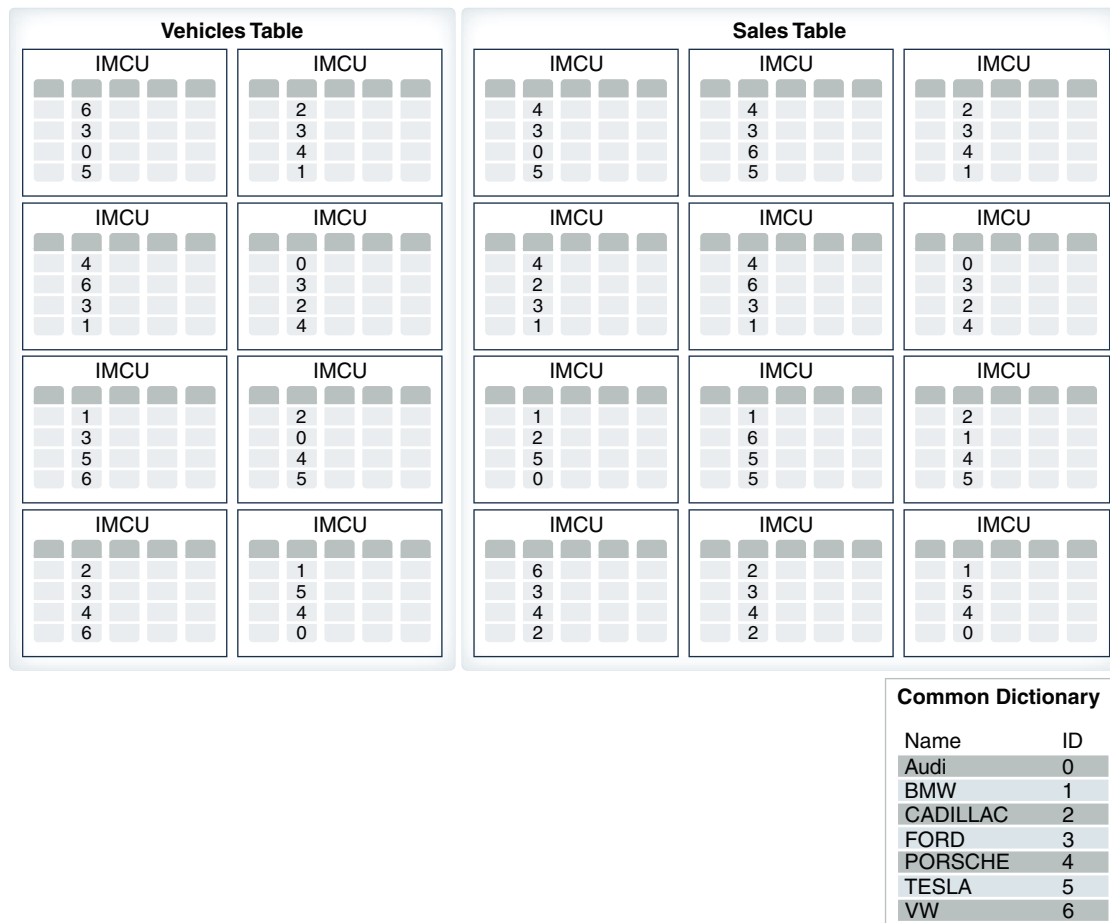 Vehicles Table
IMCU IMCU
6 2
3 3
0 4
5 1
IMCU IMCU
4 0
6 3
3 2
1 4
IMCU IMCU
1 2
3 0
5 4
6 5
IMCU IMCU
2 1
3 5
4 4
6 0
Sales Table
IMCU IMCU IMCU
4 4 2
3 3 3
0 6 4
5 5 1
IMCU IMCU IMCU
4 4 0
2 6 3
3 3 2
1 1 4
IMCU IMCU IMCU
1 1 2
2 6 1
5 5 4
0 5 5
IMCU IMCU IMCU
6 2 1
3 3 5
4 4 4
2 2 0
Common Dictionary
Name ID
Audi 0
BMW 1
CADILLAC 2
FORD 3
PORSCHE 4
TESLA 5
VW 6